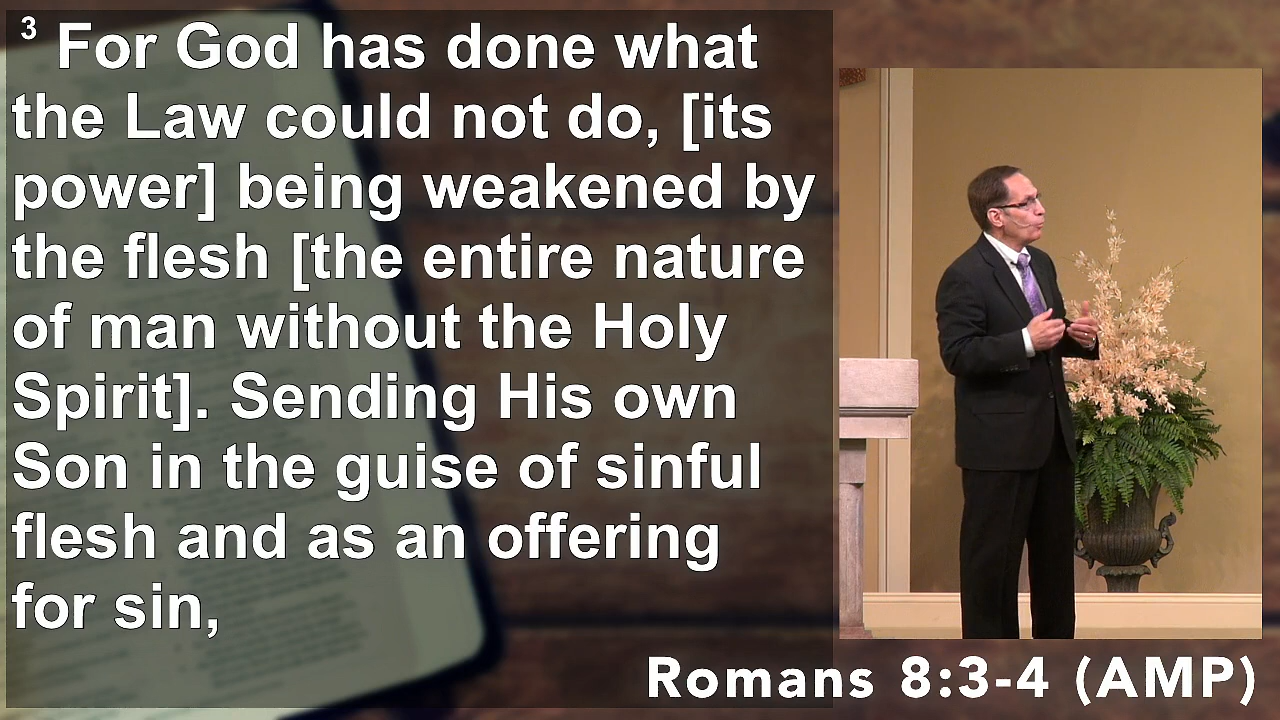 3 For God has done what
the Law could not do, [its
power] being weakened by
the flesh [the entire nature
of man without the Holy
Spirit]. Sending His own
Son in the guise of sinful
flesh and as an offering
for sin,
Romans 8:3-4 (AMP)